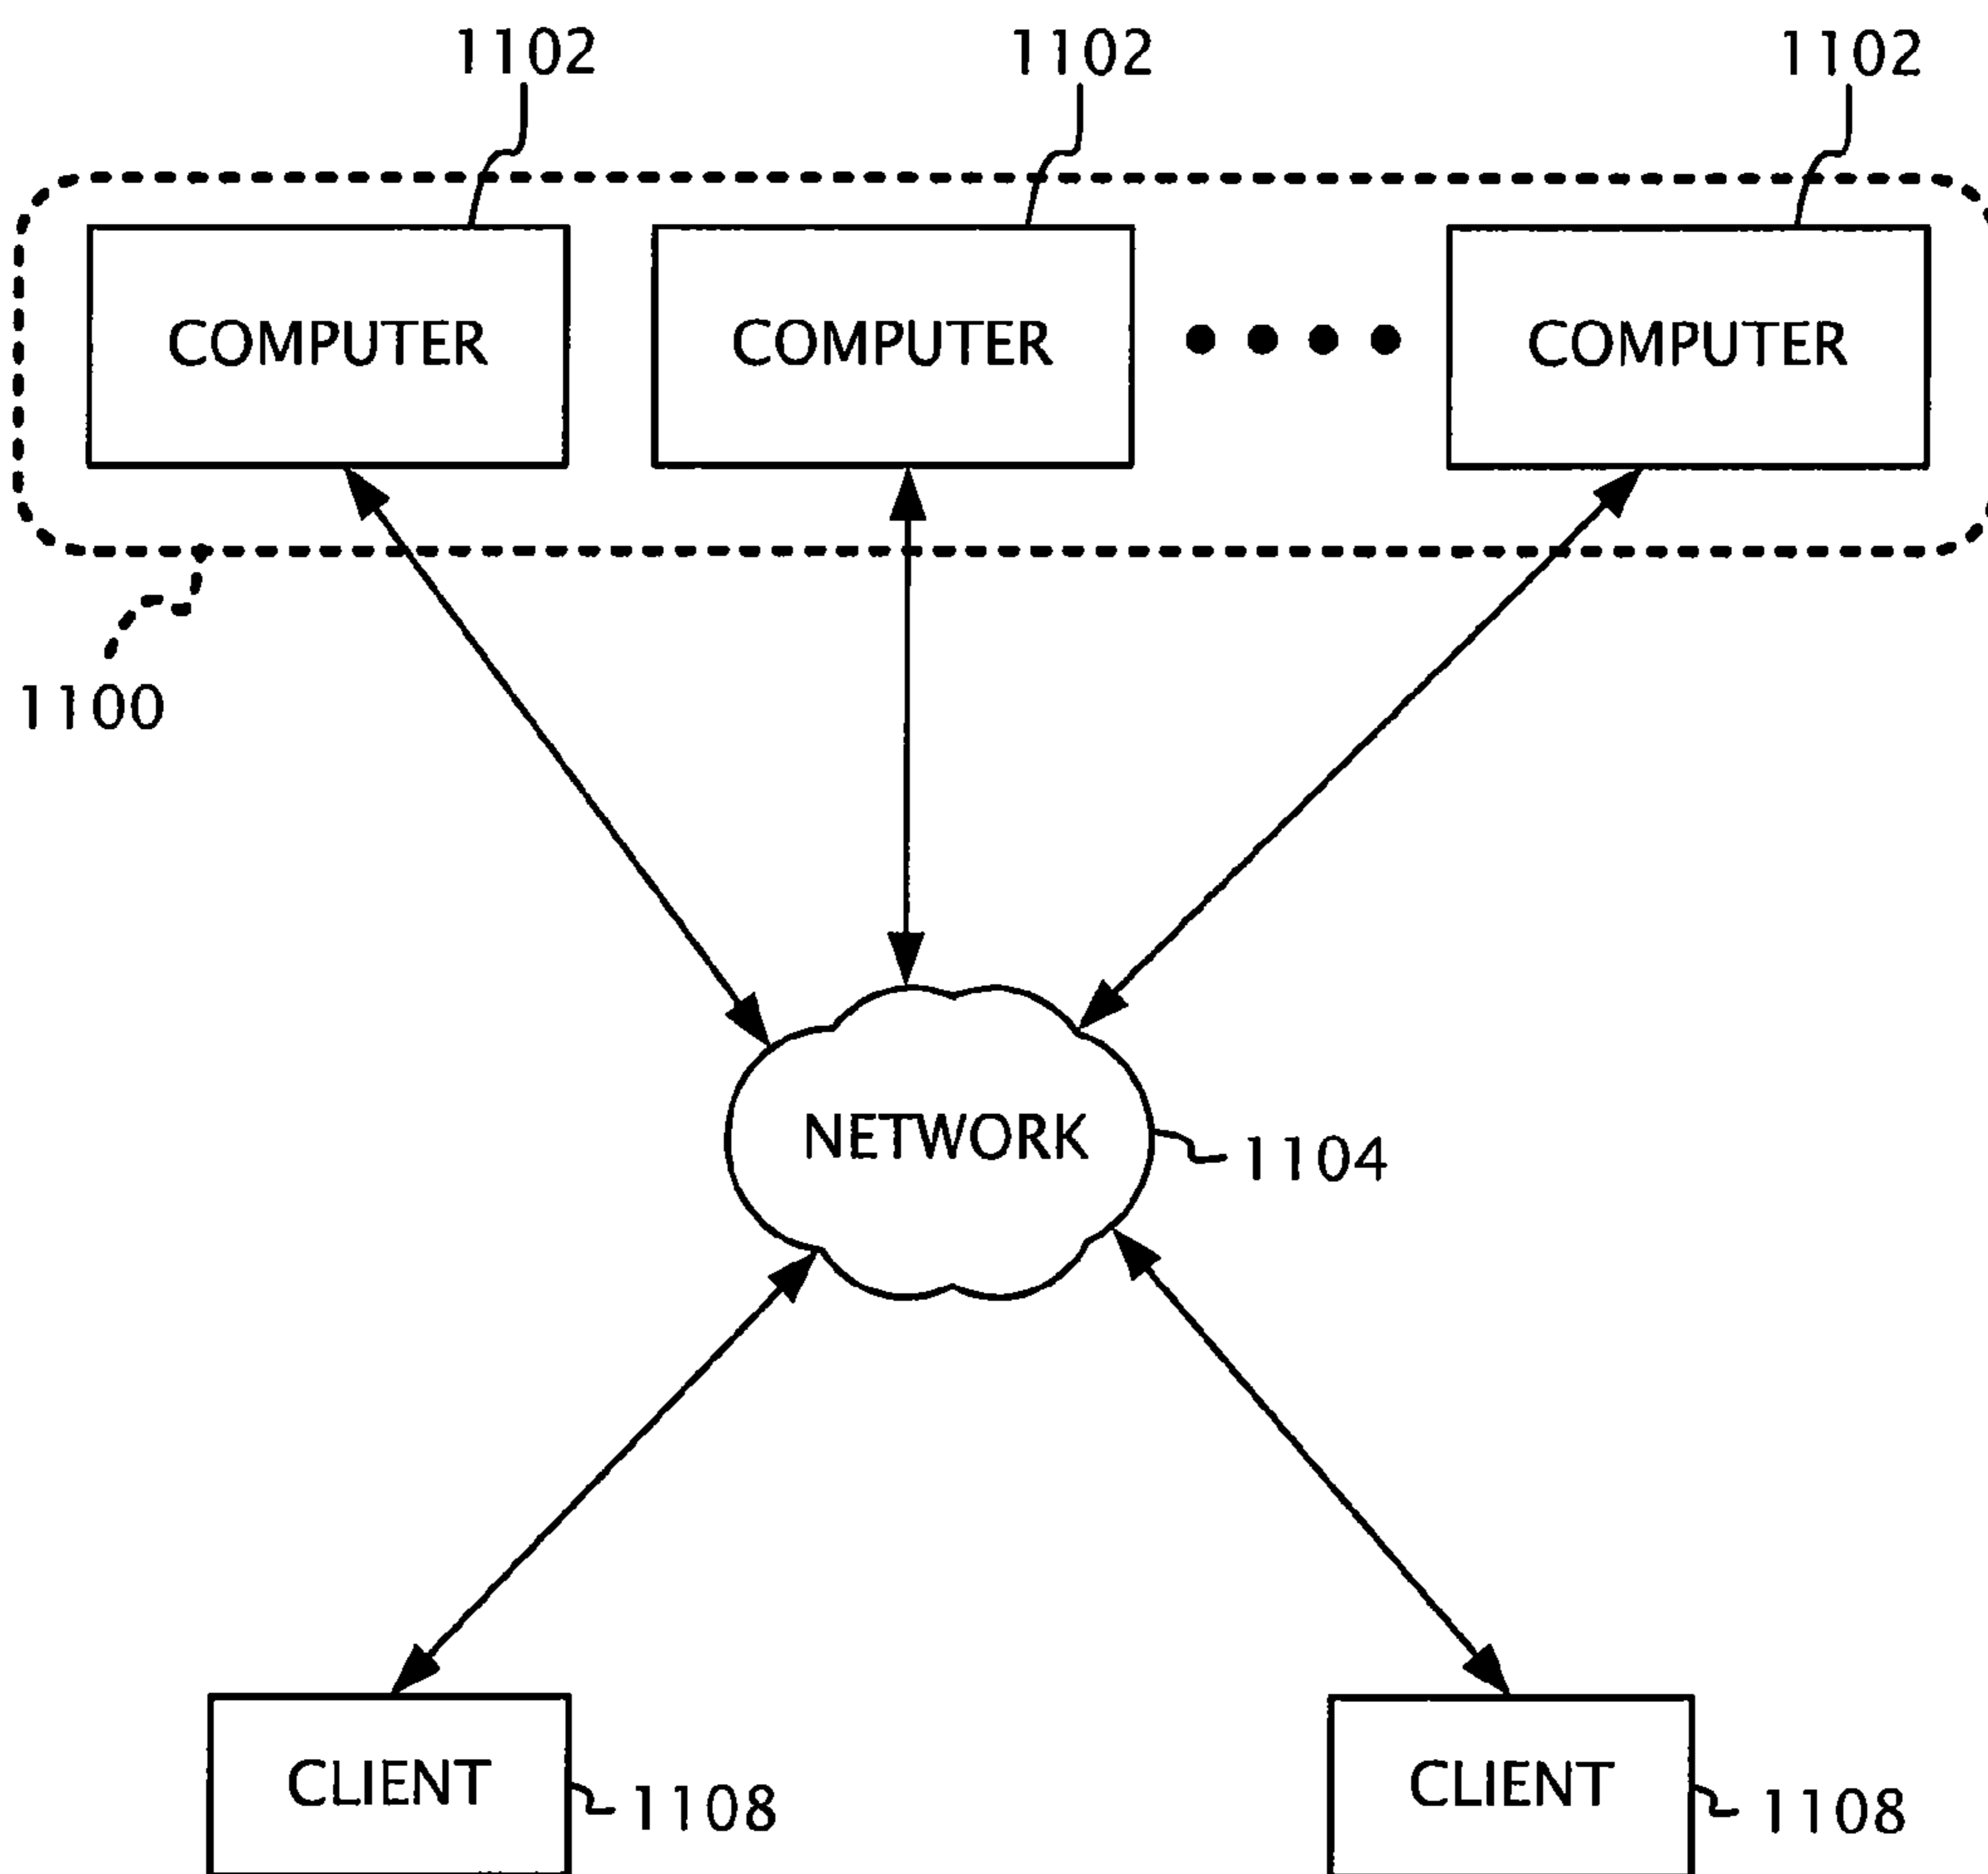 1102 1102 1102
COMPUTER COMPUTER COMPUTER
1100
NETWORK
1104
CLIENT 1108
CLIENT 1108